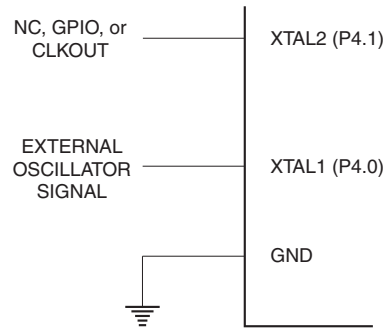 NC, GPIO, or
CLKOUT
XTAL2 (P4.1)
EXTERNAL
OSCILLATOR
SIGNAL
XTAL1 (P4.0)
GND